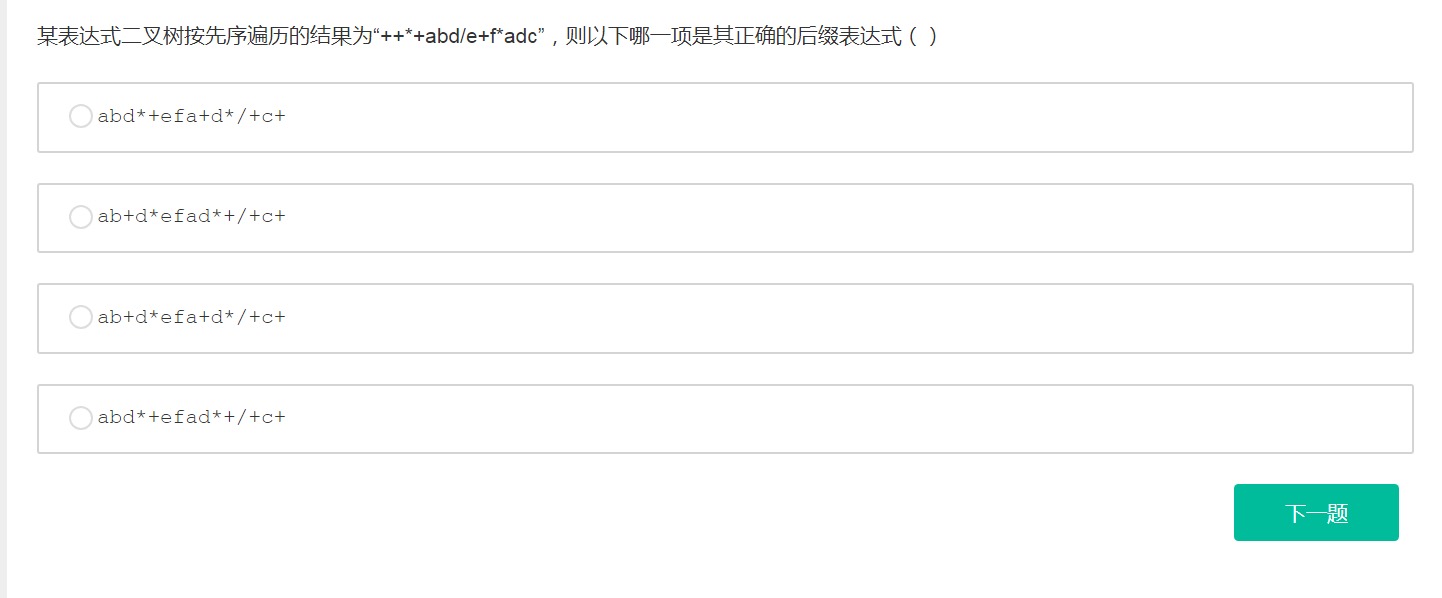 某表达式二叉树按先序遍历的结果为“++*+abd/e+f*adc”，则以下哪一项是其正确的后缀表达式（ ）
abd*+efa+d*/+c+
ab+d*efad*+/+c+
ab+d*efa+d*/+c+
abd*+efad*+/+c+
下一题